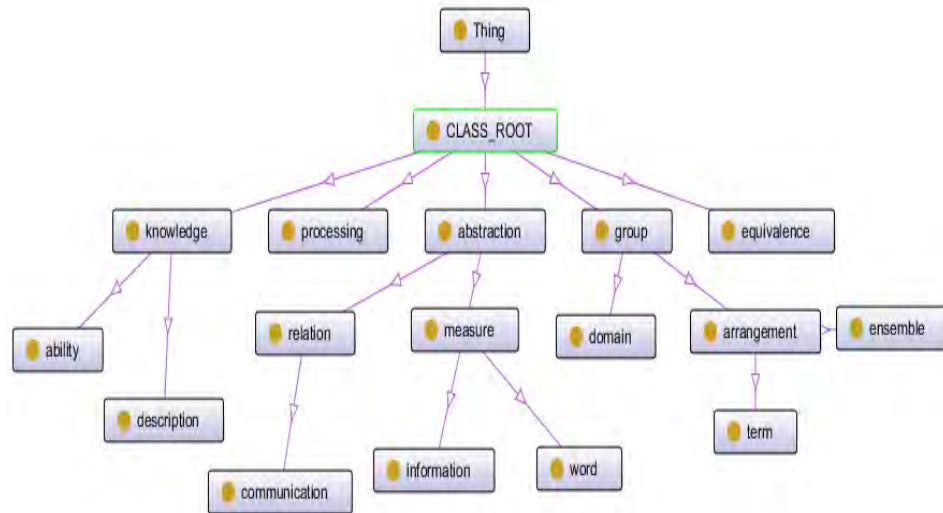 Thing
CLASS_ROOT
knowledge
processing
abstraction
group
equivalence
ability
relation
measure
domain
arrangement
ensemble
description
term
communication
information
word